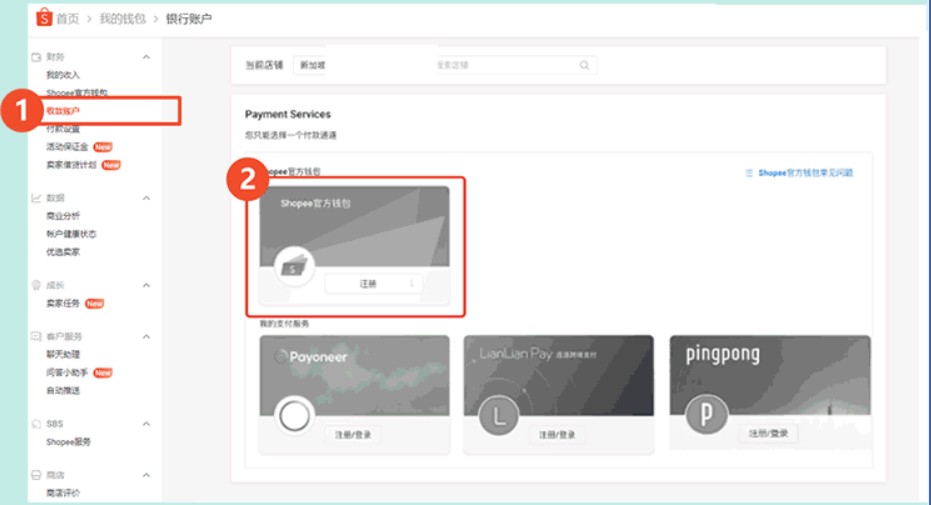 S 首页 > 我的钱包 > 银行账户
财务
我的收入
Shopee官方钱包
1 收款账户
付款设置
活动保证金 New
卖家借贷计划 New
数据
商业分析
帐户健康状态
优选卖家
成长
卖家任务 New
客户服务
聊天助理
问答小助手 New
自动推送
SBS
Shopee服务
商店
商店评价
当前店铺 新加坡 搜索店铺
Payment Services
您只能选择一个付款通道
2 hopee官方钱包
Shopee官方钱包常见问题
Shopee官方钱包
S
注册
我的支付服务
Payoneer
注册/登录
LianLian Pay 连连跨境支付
L
注册/登录
pingpong
P
注册/登录